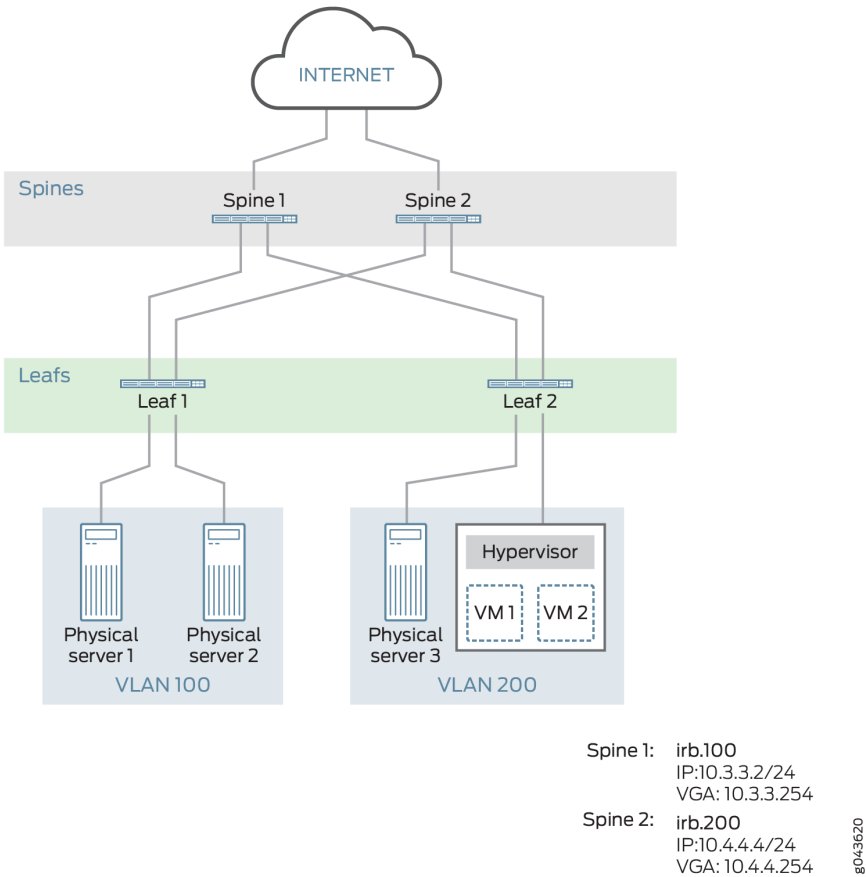 INTERNET
Spines
Spine 1
Spine 2
Leafs
Leaf 1
Leaf 2
Hypervisor
VM 1
VM 2
Physical
server 1
Physical
server 2
Physical
server 3
VLAN 100
VLAN 200
Spine 1: irb.100
IP:10.3.3.2/24
VGA: 10.3.3.254
Spine 2: irb.200
IP:10.4.4.4/24
VGA: 10.4.4.254
g043620